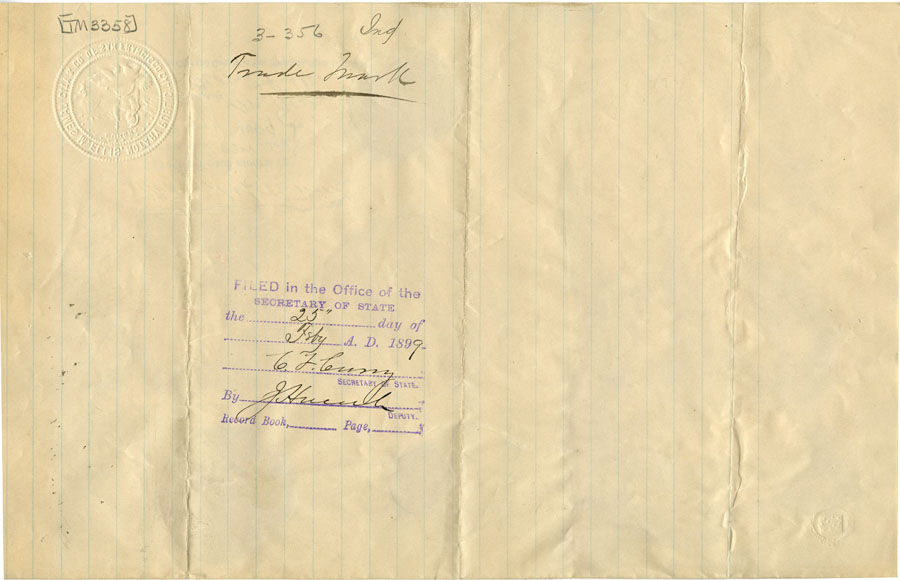 [TM3358]
3-356 Ind
Trade Mark
FILED in the Office of the
SECRETARY OF STATE
the 25" day of
Feby A. D. 1899-
C. F. Curry
SECRETARY OF STATE.
By
DEPUTY.
Record Book, Page,